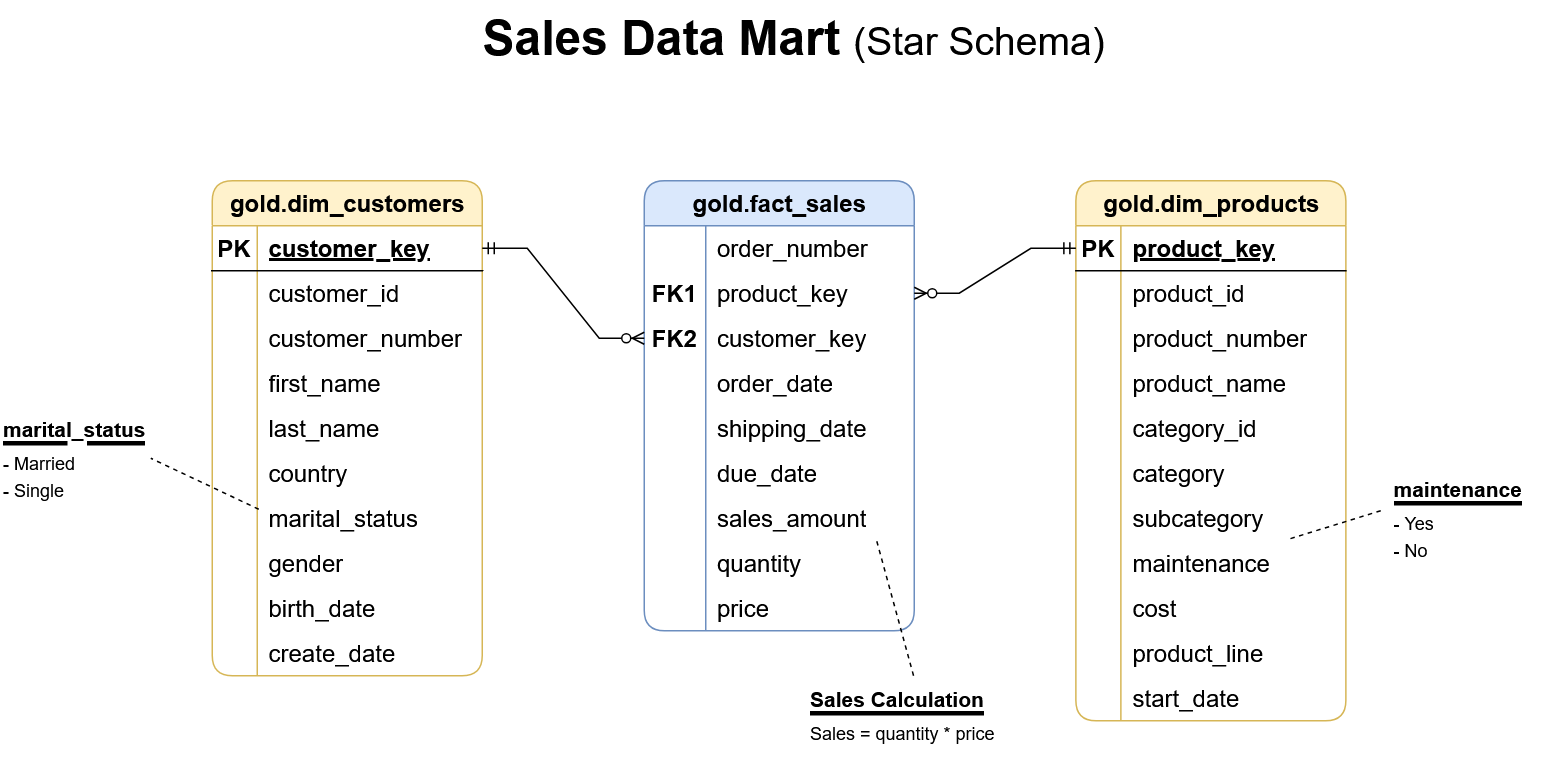 Sales Data Mart (Star Schema)
gold.dim_customers
PK customer_key
customer_id
customer_number
first_name
last_name
country
marital_status
gender
birth_date
create_date
marital_status
- Married
- Single
gold.fact_sales
order_number
FK1 product_key
FK2 customer_key
order_date
shipping_date
due_date
sales_amount
quantity
price
Sales Calculation
Sales = quantity * price
gold.dim_products
PK product_key
product_id
product_number
product_name
category_id
category
subcategory
maintenance
cost
product_line
start_date
maintenance
- Yes
- No